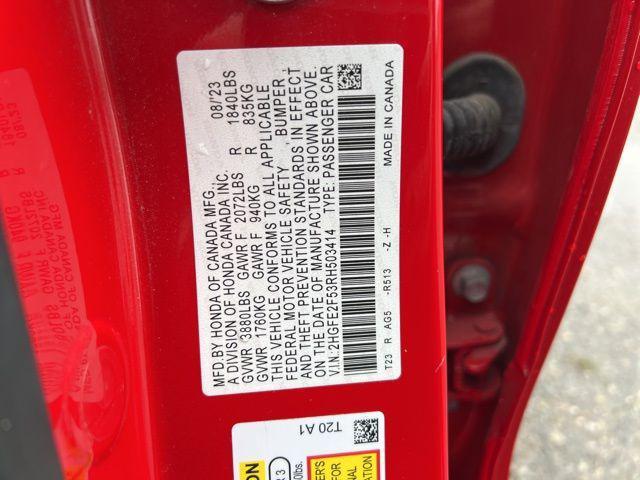 MFD.BY HONDA OF CANADA MFG., 08/'23
A DIVISION OF HONDA CANADA INC.
GVWR 3880LBS GAWR F 2072LBS R 1840LBS
GVWR 1760KG GAWR F 940KG R 835KG
THIS VEHICLE CONFORMS TO ALL APPLICABLE
FEDERAL MOTOR VEHICLE SAFETY, BUMPER,
& THEFT PREVENTION STANDARDS IN EFFECT
ON THE DATE OF MANUFACTURE SHOWN ABOVE.
V.I.N.:2HGFE2F53RH503414 TYPE: PASSENGER CAR
T23 R AG5 -R513 -Z -H MADE IN CANADA
T20 A1